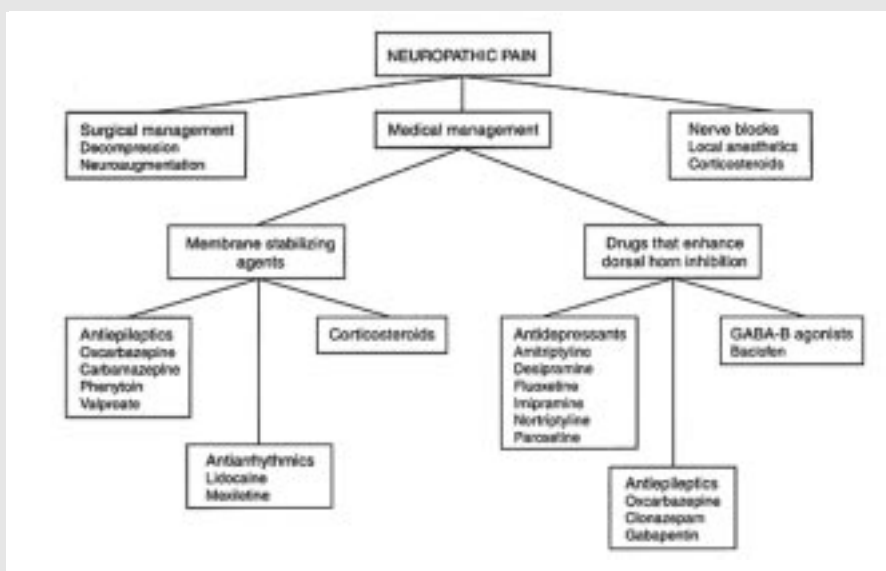 NEUROPATHIC PAIN
Surgical management
Decompression
Neuroaugmentation
Medical management
Nerve blocks
Local anesthetics
Corticosteroids
Membrane stabilizing
agents
Drugs that enhance
dorsal horn inhibition
Antiepileptics
Oxcarbazepine
Carbamazepine
Phenytoin
Valproate
Corticosteroids
Antidepressants
Amitriptyline
Desipramine
Fluoxetine
Imipramine
Nortriptyline
Paroxetine
GABA-B agonists
Baclofen
Antiarrhythmics
Lidocaine
Mexiletine
Antiepileptics
Oxcarbazepine
Clonazepam
Gabapentin